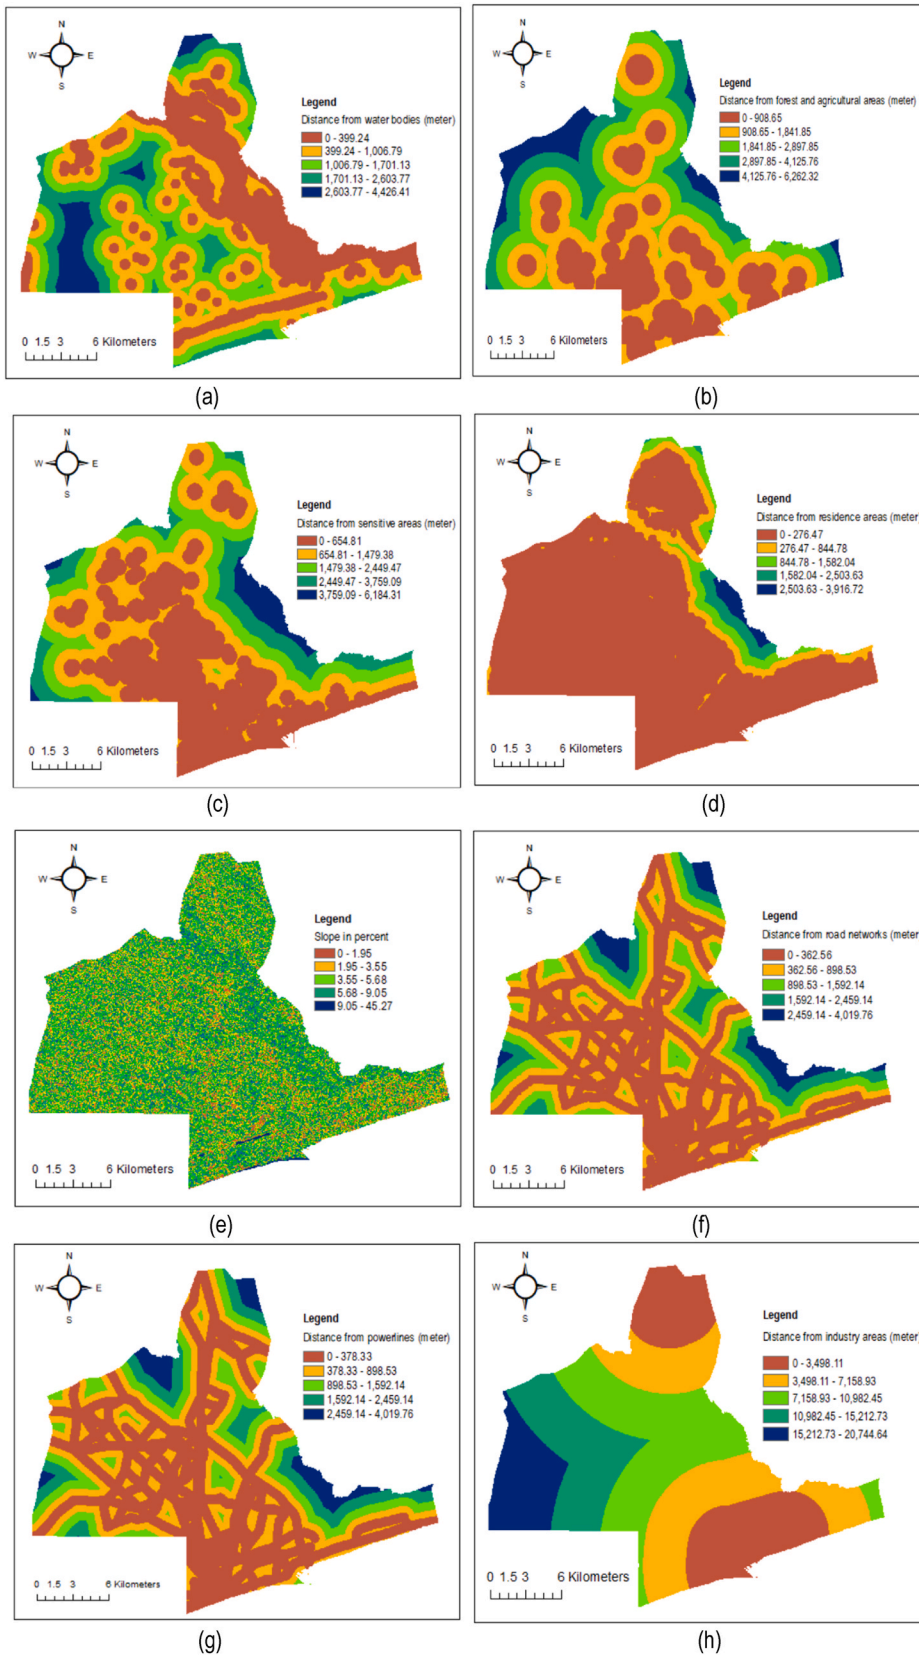 N
W E
S
Legend
Distance from water bodies (meter)
0 - 399.24
399.24 - 1,006.79
1,006.79 - 1,701.13
1,701.13 - 2,603.77
2,603.77 - 4,426.41
0 1.5 3 6 Kilometers
(a)
N
W E
S
Legend
Distance from forest and agricultural areas (meter)
0 - 908.65
908.65 - 1,841.85
1,841.85 - 2,897.85
2,897.85 - 4,125.76
4,125.76 - 6,262.32
0 1.5 3 6 Kilometers
(b)
N
W E
S
Legend
Distance from sensitive areas (meter)
0 - 654.81
654.81 - 1,479.38
1,479.38 - 2,449.47
2,449.47 - 3,759.09
3,759.09 - 6,184.31
0 1.5 3 6 Kilometers
(c)
N
W E
S
Legend
Distance from residence areas (meter)
0 - 276.47
276.47 - 844.78
844.78 - 1,582.04
1,582.04 - 2,503.63
2,503.63 - 3,916.72
0 1.5 3 6 Kilometers
(d)
N
W E
S
Legend
Slope in percent
0 - 1.95
1.95 - 3.55
3.55 - 5.68
5.68 - 9.05
9.05 - 45.27
0 1.5 3 6 Kilometers
(e)
N
W E
S
Legend
Distance from road networks (meter)
0 - 362.56
362.56 - 898.53
898.53 - 1,592.14
1,592.14 - 2,459.14
2,459.14 - 4,019.76
0 1.5 3 6 Kilometers
(f)
N
W E
S
Legend
Distance from powerlines (meter)
0 - 378.33
378.33 - 898.53
898.53 - 1,592.14
1,592.14 - 2,459.14
2,459.14 - 4,019.76
0 1.5 3 6 Kilometers
(g)
N
W E
S
Legend
Distance from industry areas (meter)
0 - 3,498.11
3,498.11 - 7,158.93
7,158.93 - 10,982.45
10,982.45 - 15,212.73
15,212.73 - 20,744.64
0 1.5 3 6 Kilometers
(h)